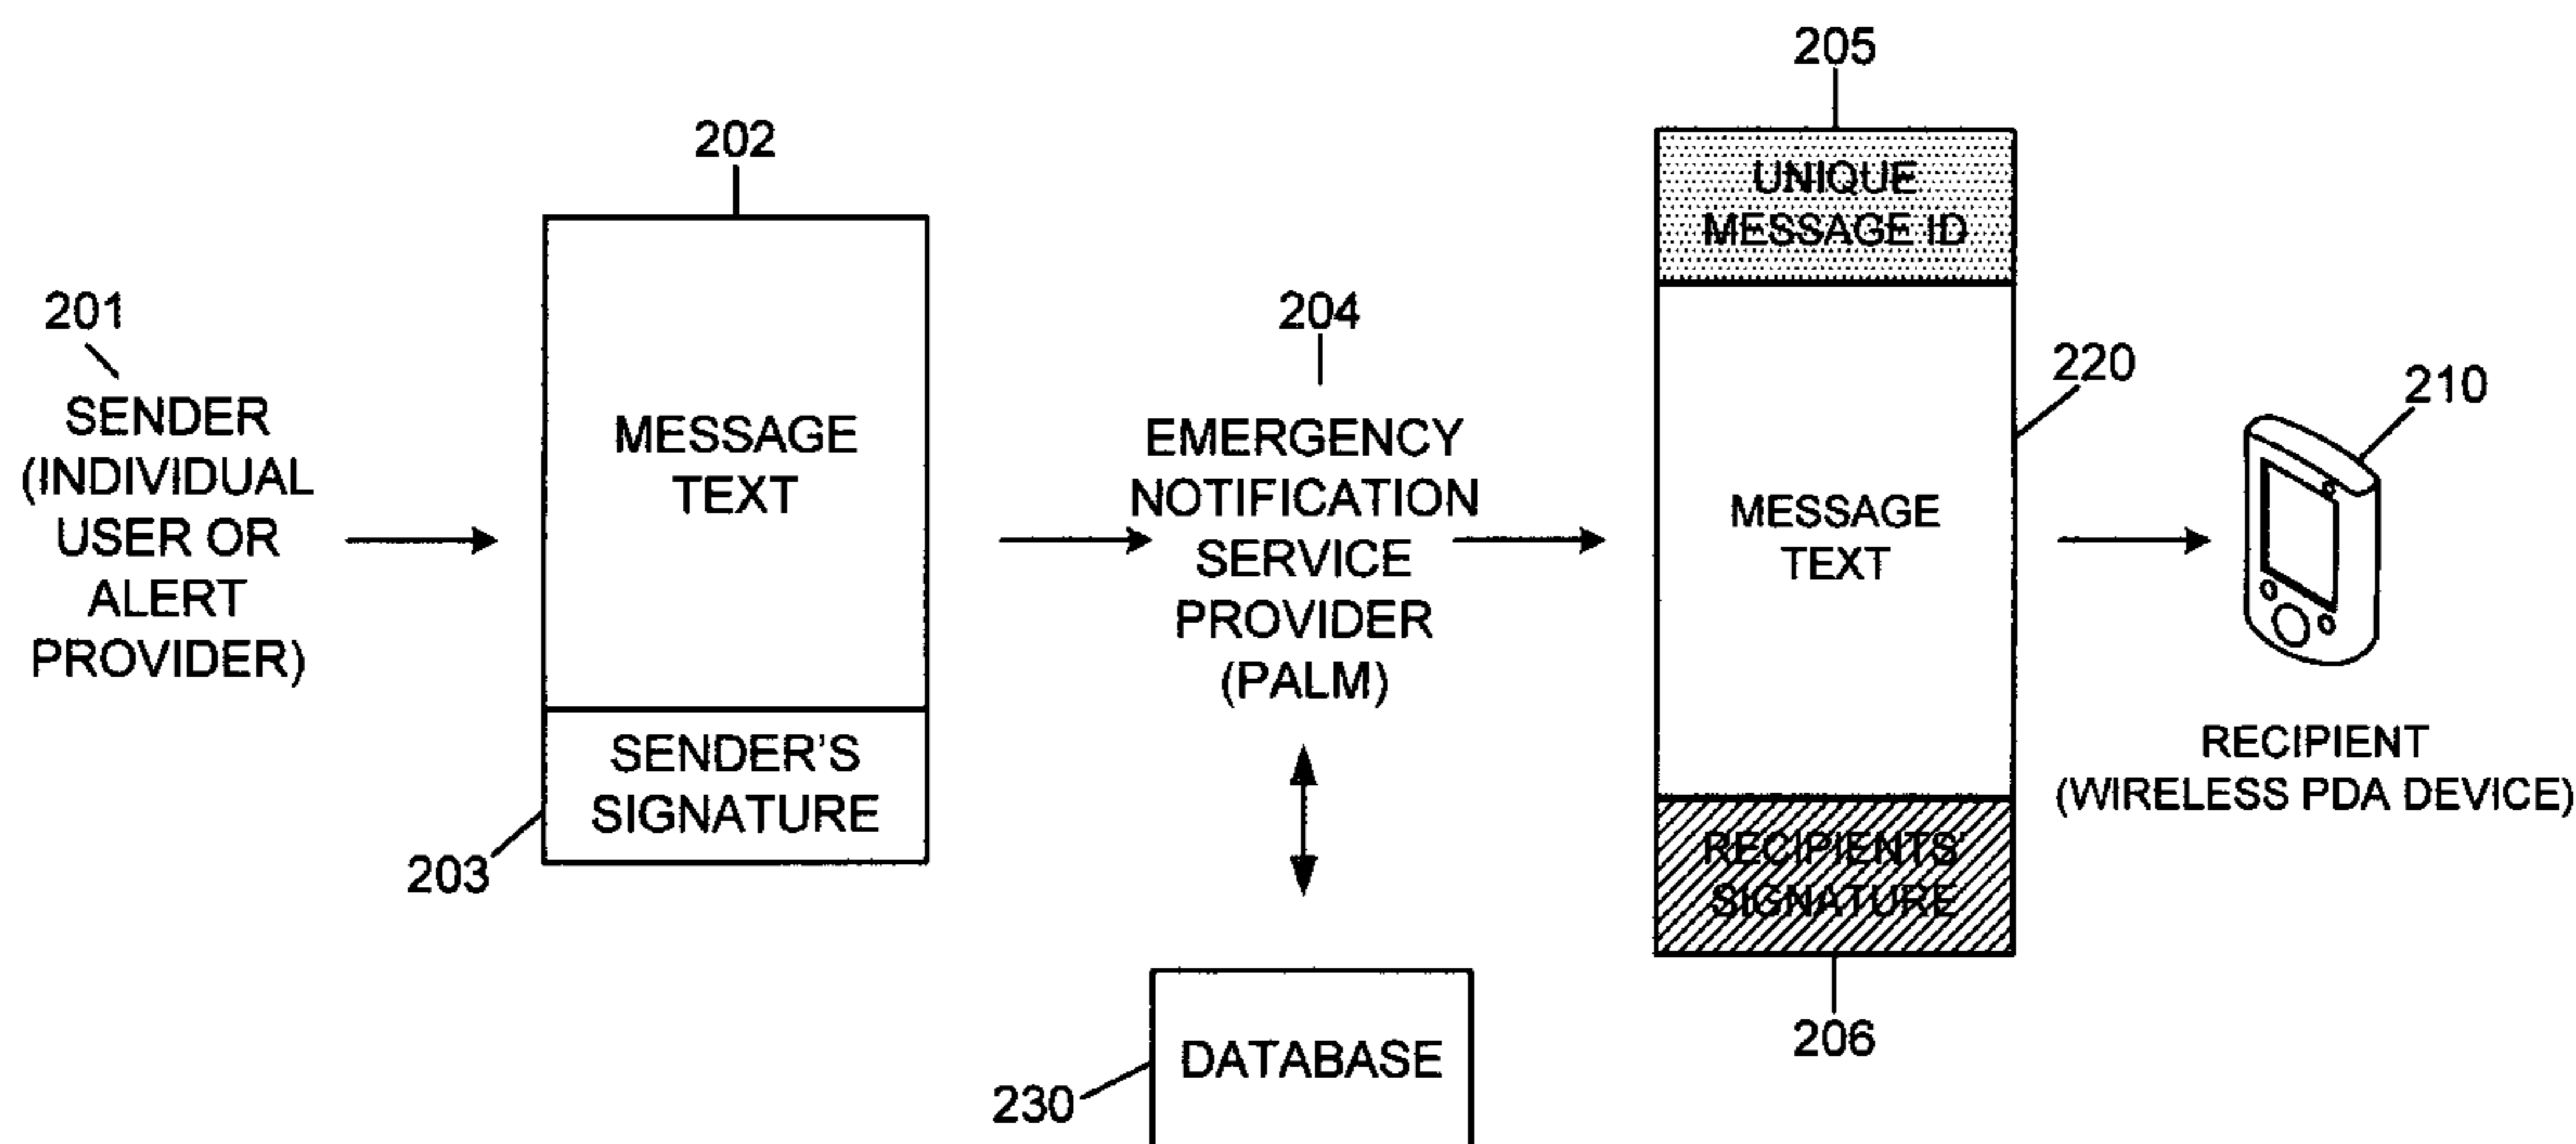 201
SENDER
(INDIVIDUAL
USER OR
ALERT
PROVIDER)
202
MESSAGE
TEXT
SENDER'S
SIGNATURE
203
204
EMERGENCY
NOTIFICATION
SERVICE
PROVIDER
(PALM)
DATABASE
230
205
UNIQUE
MESSAGE ID
MESSAGE
TEXT
220
RECIPIENTS'
SIGNATURE
206
210
RECIPIENT
(WIRELESS PDA DEVICE)